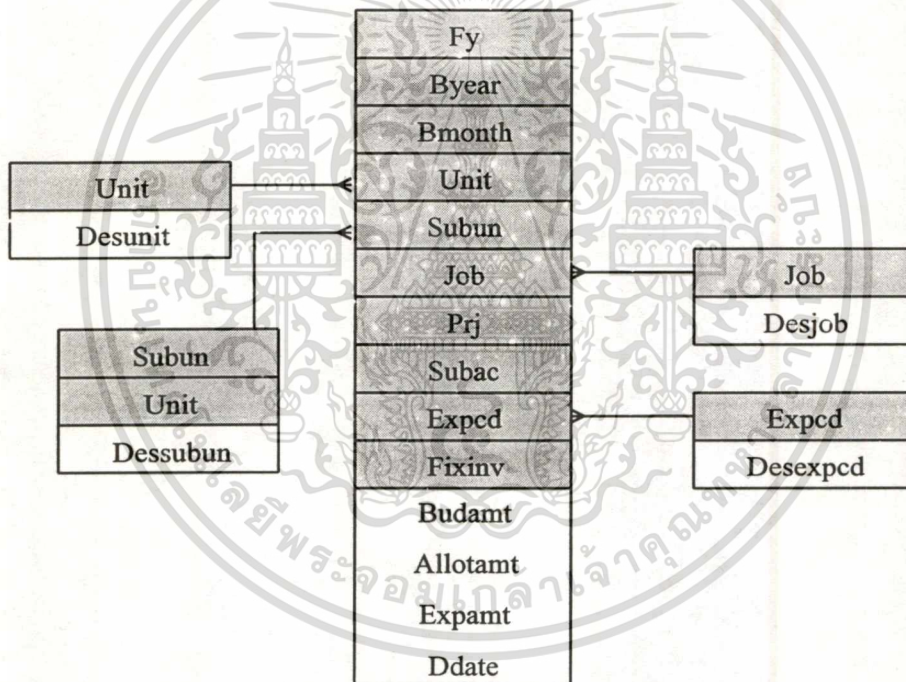 Fy
Byear
Bmonth
Unit
Subun
Job
Prj
Subac
Expcd
Fixinv
Budamt
Allotamt
Expamt
Ddate
Unit
Desunit
Subun
Unit
Dessubun
Job
Desjob
Expcd
Desexpcd